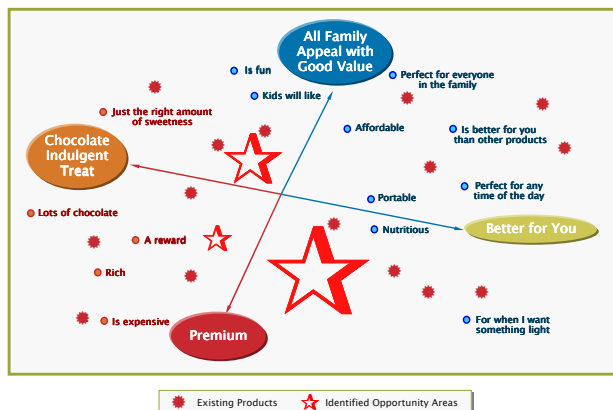 All Family
Appeal with
Good Value
Is fun
Perfect for everyone
in the family
Kids will like
Just the right amount
of sweetness
Affordable
Is better for you
than other products
Chocolate
Indulgent
Treat
Perfect for any
time of the day
Portable
Lots of chocolate
Nutritious
Better for You
A reward
Rich
Is expensive
Premium
For when I want
something light
Existing Products
Identified Opportunity Areas